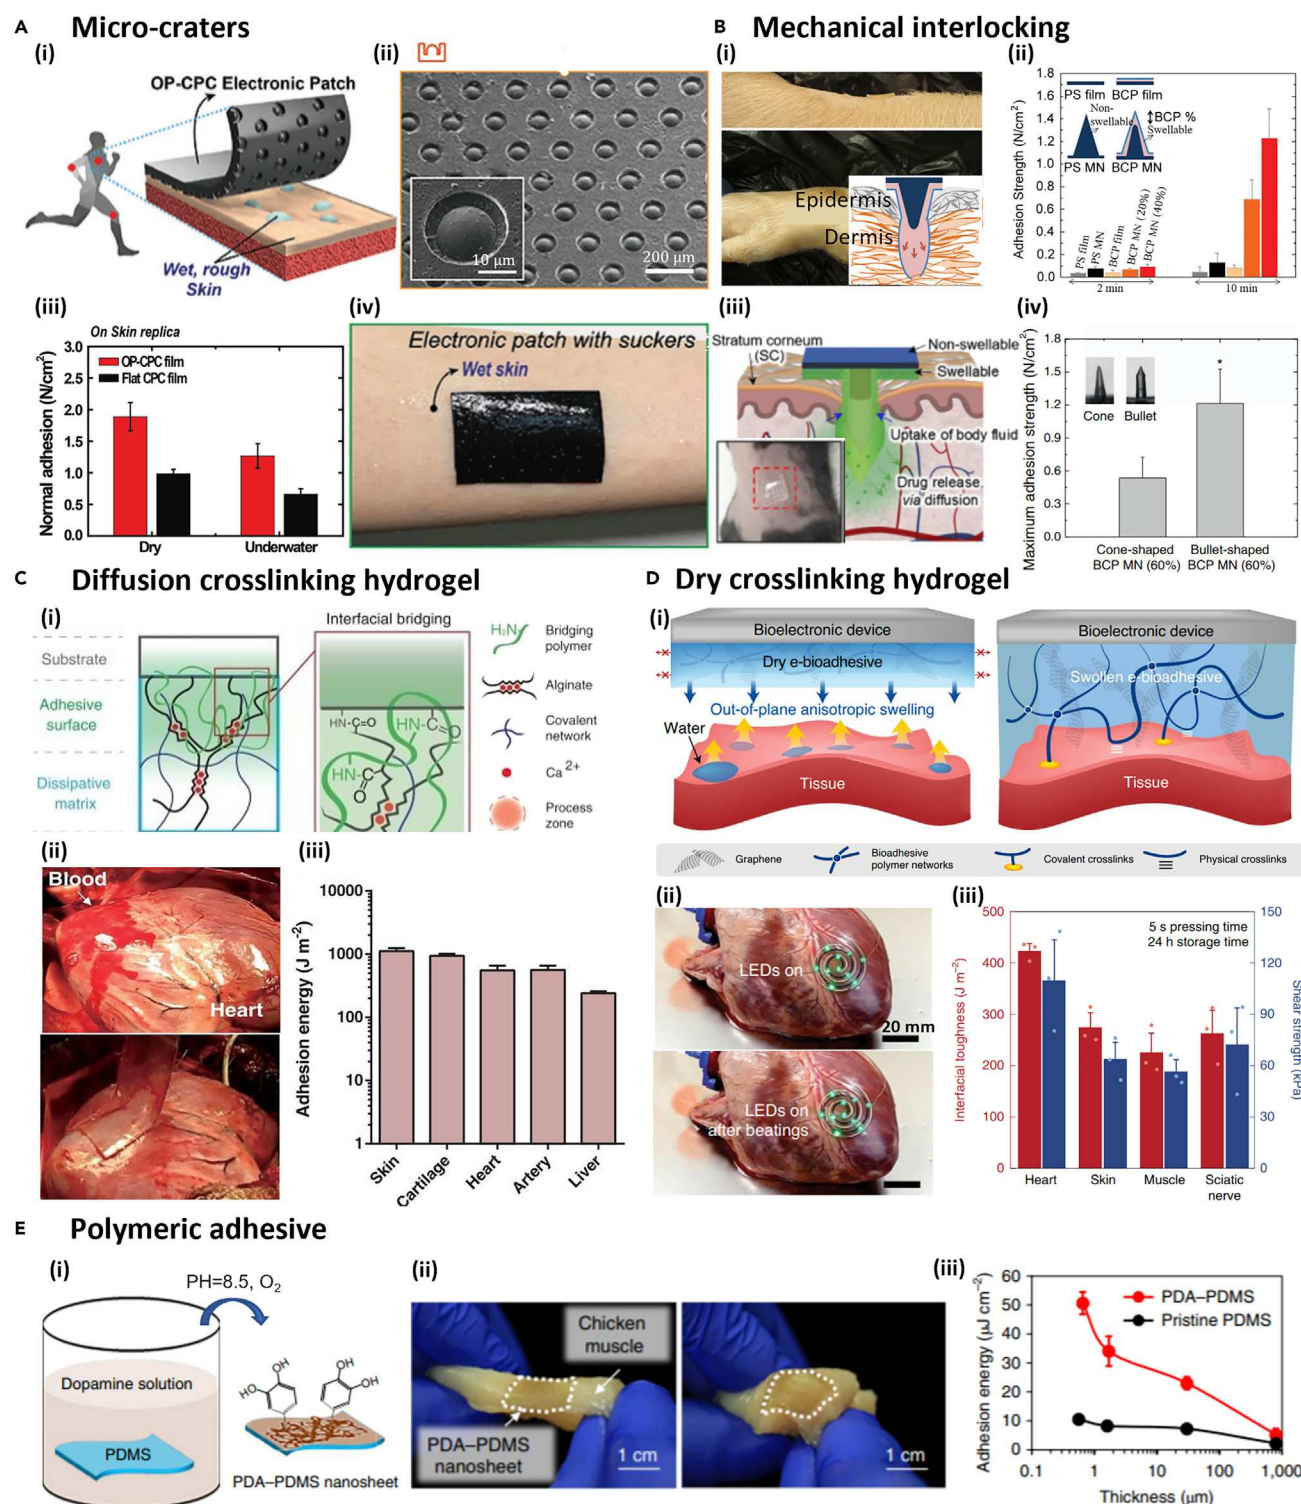 A Micro-craters
(i)
OP-CPC Electronic Patch
Wet, rough
Skin
(ii)
10 μm
200 μm
(iii)
On Skin replica
OP-CPC film
Flat CPC film
Normal adhesion (N/cm²)
3.0
2.5
2.0
1.5
1.0
0.5
0.0
Dry
Underwater
(iv)
Electronic patch with suckers
Wet skin
B Mechanical interlocking
(i)
Epidermis
Dermis
(ii)
Adhesion Strength (N/cm²)
1.8
1.6
1.4
1.2
1.0
0.8
0.6
0.4
0.2
0.0
PS film
BCP film
Non-
swellable
BCP %
Swellable
PS MN
BCP MN
PS film
PS MN
BCP film
BCP MN (20%)
BCP MN (40%)
2 min
10 min
(iii)
Stratum corneum
(SC)
Non-swellable
Swellable
Uptake of body fluid
Drug release
via diffusion
(iv)
Maximum adhesion strength (N/cm²)
1.8
1.5
1.2
0.9
0.6
0.3
0.0
Cone
Bullet
*
Cone-shaped
BCP MN (60%)
Bullet-shaped
BCP MN (60%)
C Diffusion crosslinking hydrogel
(i)
Substrate
Adhesive
surface
Dissipative
matrix
Interfacial bridging
HN-C=O
HN-C
O
HN-C
O
H₂N
Bridging
polymer
Alginate
Covalent
network
Ca²⁺
Process
zone
(ii)
Blood
Heart
(iii)
Adhesion energy (J m⁻²)
10000
1000
100
10
1
Skin
Cartilage
Heart
Artery
Liver
D Dry crosslinking hydrogel
(i)
Bioelectronic device
Dry e-bioadhesive
Out-of-plane anisotropic swelling
Water
Tissue
Bioelectronic device
Swollen e-bioadhesive
Tissue
Graphene
Bioadhesive
polymer networks
Covalent crosslinks
Physical crosslinks
(ii)
LEDs on
20 mm
LEDs on
after beatings
(iii)
5 s pressing time
24 h storage time
Interfacial toughness (J m⁻²)
500
400
300
200
100
0
Shear strength (kPa)
150
120
90
60
30
0
Heart
Skin
Muscle
Sciatic
nerve
E Polymeric adhesive
(i)
PH=8.5, O₂
Dopamine solution
PDMS
OH
HO
OH
OH
PDA–PDMS nanosheet
(ii)
Chicken
muscle
PDA–PDMS
nanosheet
1 cm
1 cm
(iii)
Adhesion energy (μJ cm⁻²)
60
50
40
30
20
10
0
PDA–PDMS
Pristine PDMS
0.1
1
10
100
1,000
Thickness (μm)